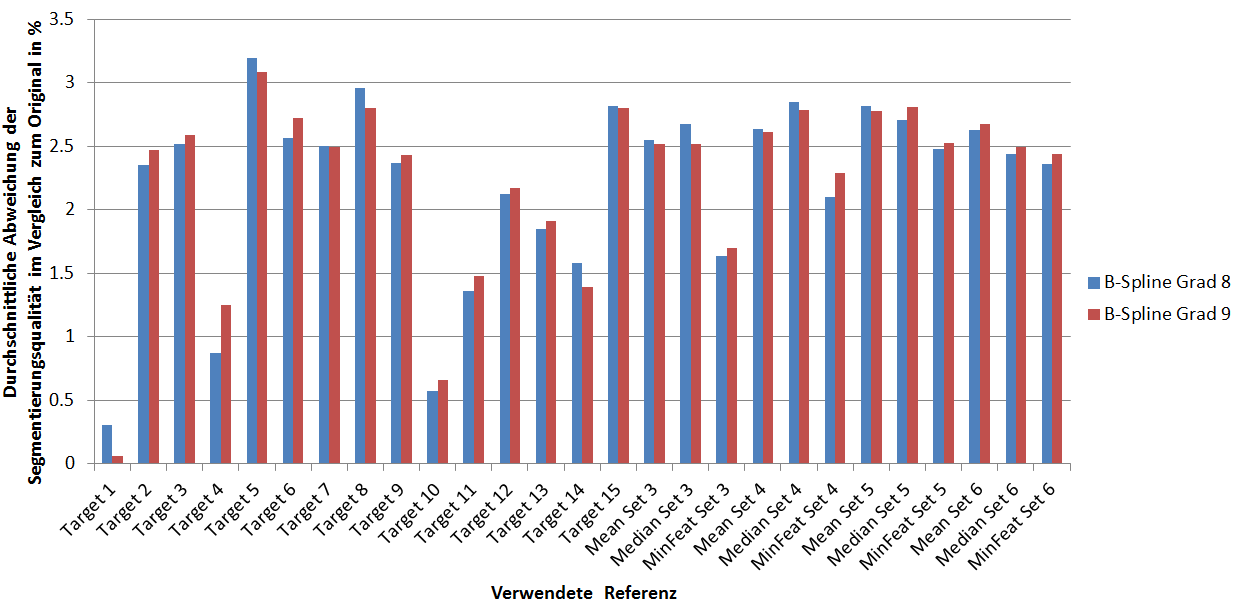 Durchschnittliche Abweichung der
Segmentierungsqualität im Vergleich zum Original in %
3.5
3
2.5
2
1.5
1
0.5
0
Target 1
Target 2
Target 3
Target 4
Target 5
Target 6
Target 7
Target 8
Target 9
Target 10
Target 11
Target 12
Target 13
Target 14
Target 15
Mean Set 3
Median Set 3
MinFeat Set 3
Mean Set 4
Median Set 4
MinFeat Set 4
Mean Set 5
Median Set 5
MinFeat Set 5
Mean Set 6
Median Set 6
MinFeat Set 6
Verwendete Referenz
B-Spline Grad 8
B-Spline Grad 9